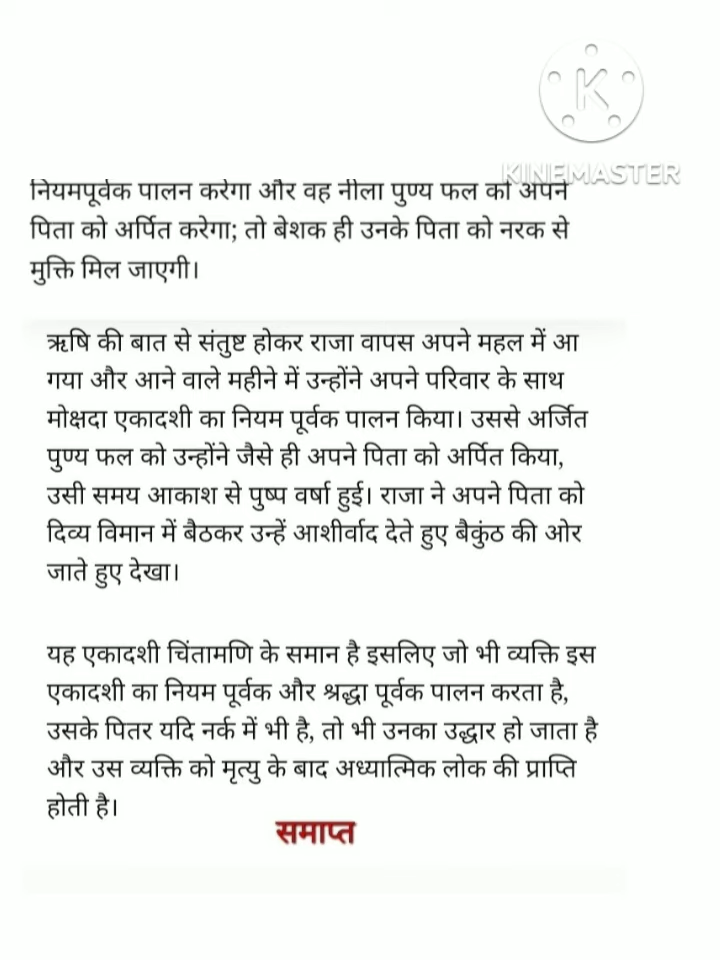 K
KINEMASTER
नियमपूर्वक पालन करेगा और वह नीला पुण्य फल को अपने
पिता को अर्पित करेगा; तो बेशक ही उनके पिता को नरक से
मुक्ति मिल जाएगी।
ऋषि की बात से संतुष्ट होकर राजा वापस अपने महल में आ
गया और आने वाले महीने में उन्होंने अपने परिवार के साथ
मोक्षदा एकादशी का नियम पूर्वक पालन किया। उससे अर्जित
पुण्य फल को उन्होंने जैसे ही अपने पिता को अर्पित किया,
उसी समय आकाश से पुष्प वर्षा हुई। राजा ने अपने पिता को
दिव्य विमान में बैठकर उन्हें आशीर्वाद देते हुए बैकुंठ की ओर
जाते हुए देखा।
यह एकादशी चिंतामणि के समान है इसलिए जो भी व्यक्ति इस
एकादशी का नियम पूर्वक और श्रद्धा पूर्वक पालन करता है,
उसके पितर यदि नर्क में भी है, तो भी उनका उद्धार हो जाता है
और उस व्यक्ति को मृत्यु के बाद अध्यात्मिक लोक की प्राप्ति
होती है।
समाप्त